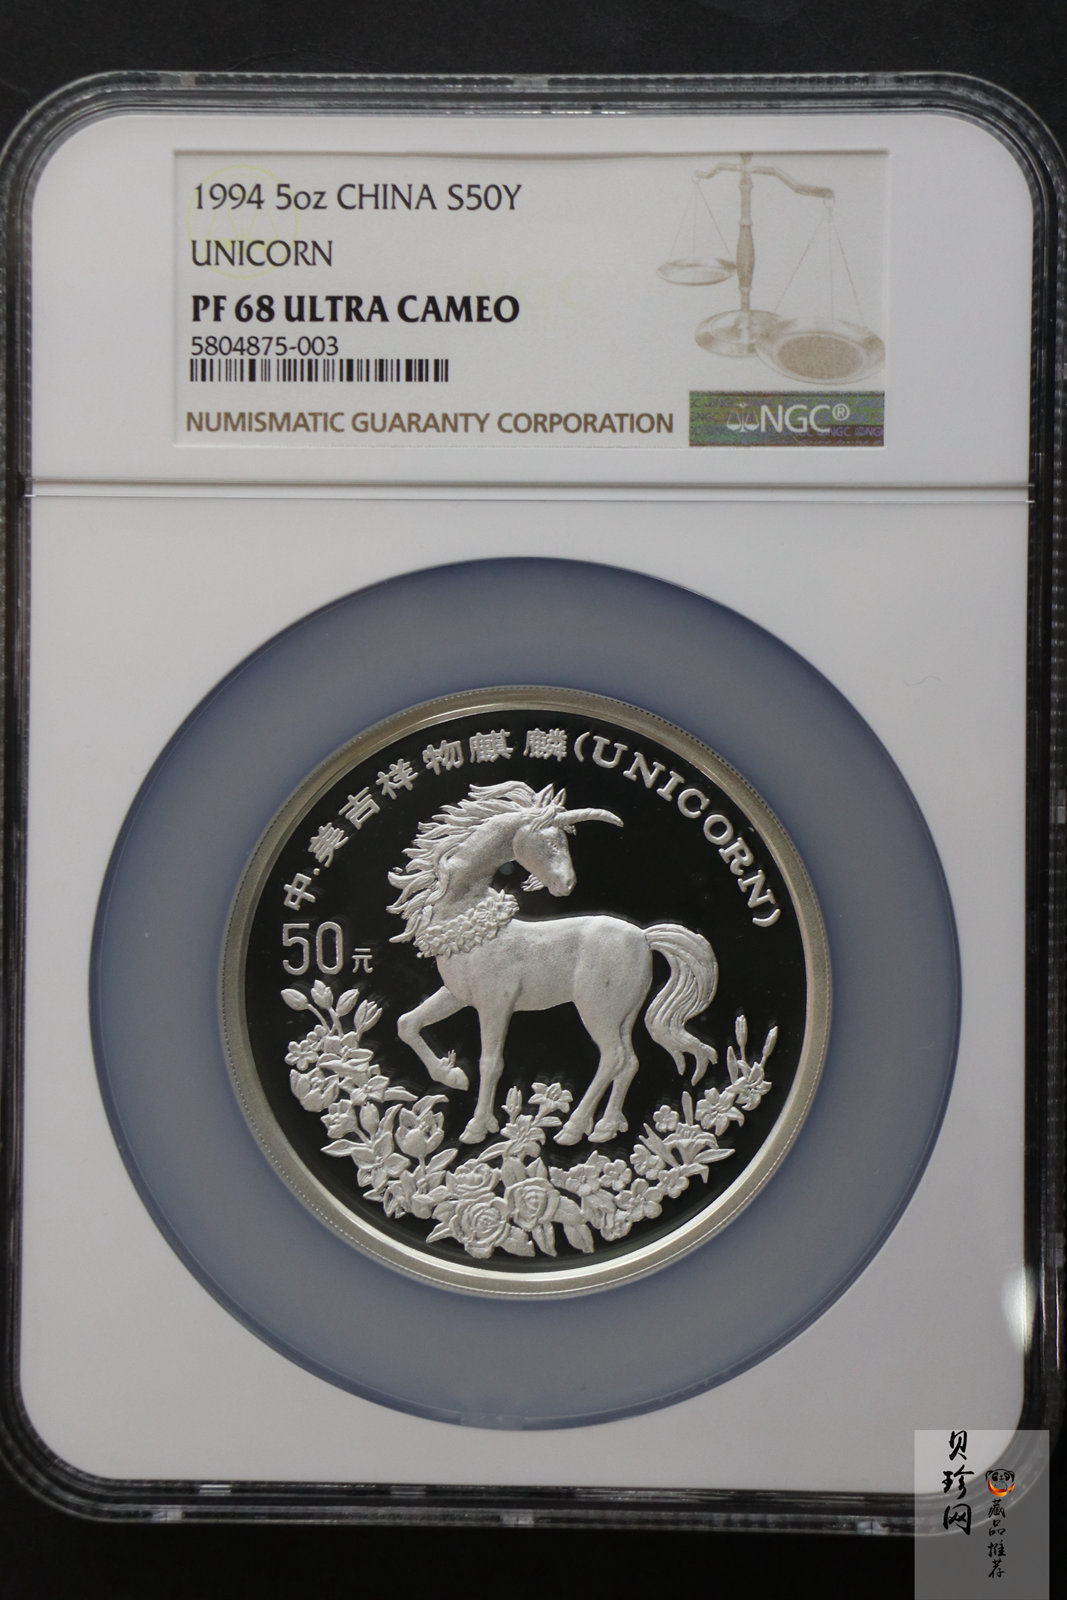 1994 5oz CHINA S50Y
UNICORN
PF 68 ULTRA CAMEO
5804875-003
NUMISMATIC GUARANTY CORPORATION
NGC®
中·美吉祥物麒麟(UNICORN)
50元
贝珍网
藏品推荐